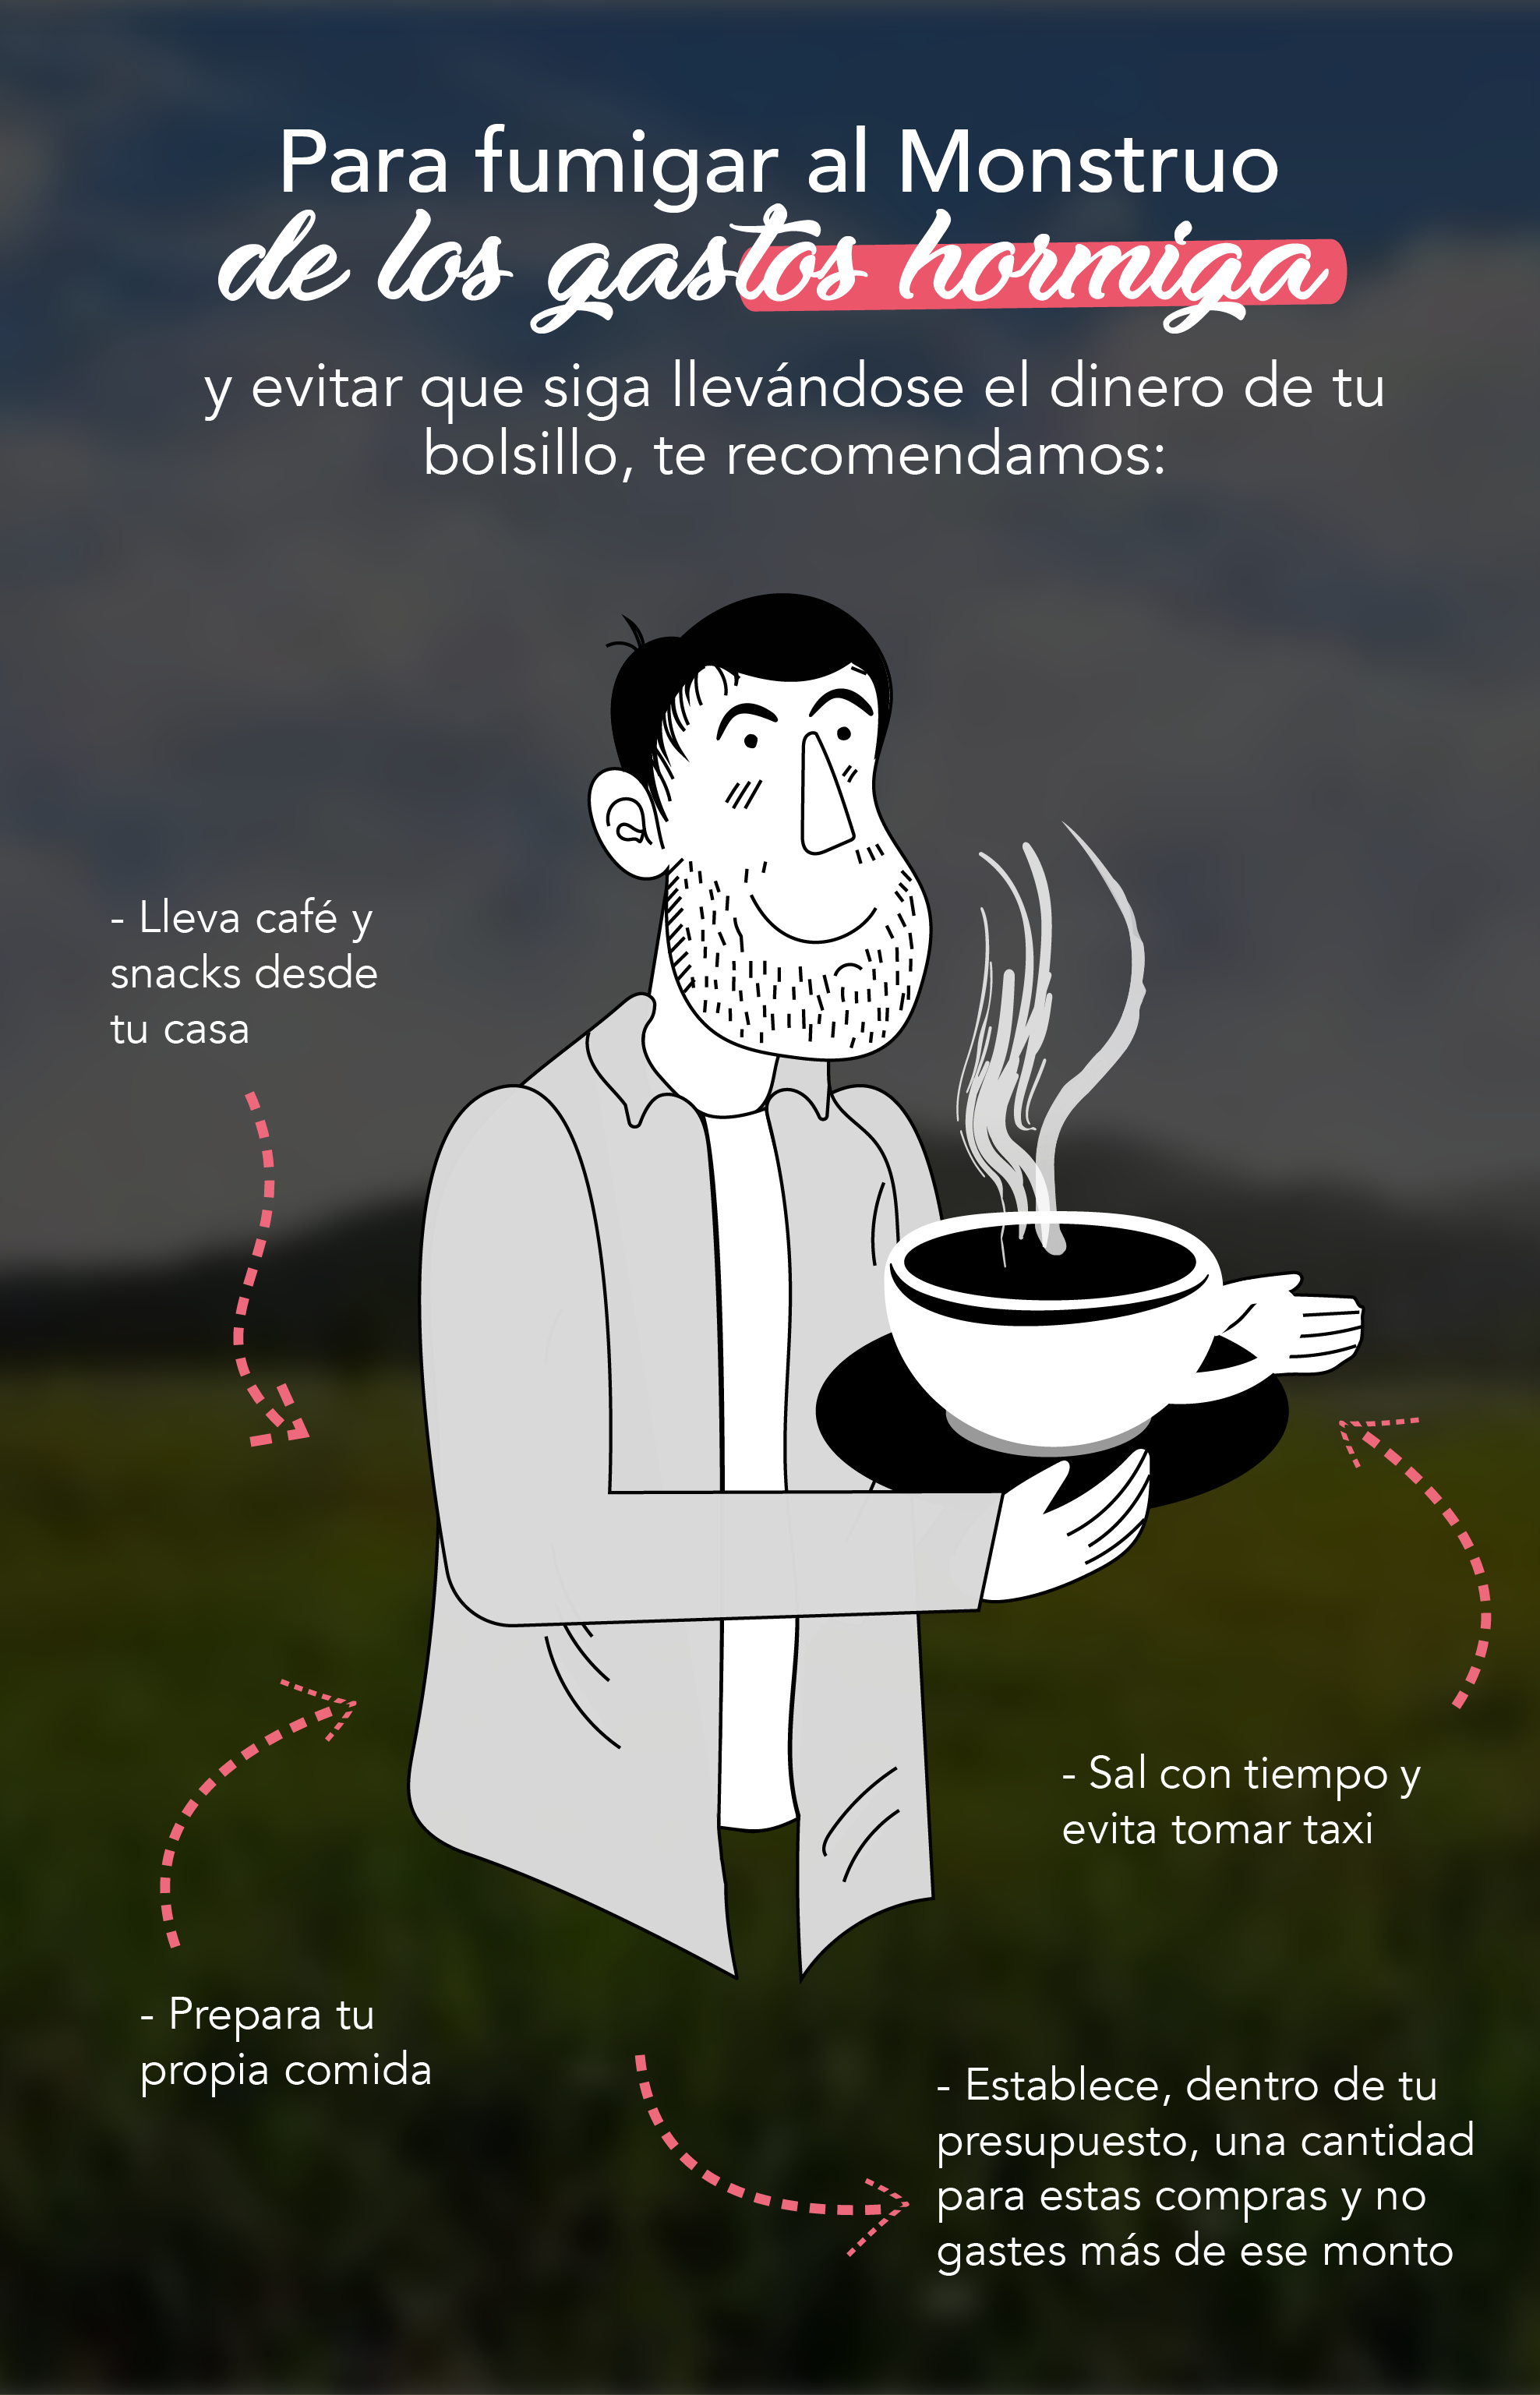 Para fumigar al Monstruo
de los gastos hormiga
y evitar que siga llevándose el dinero de tu
bolsillo, te recomendamos:
- Lleva café y
snacks desde
tu casa
- Sal con tiempo y
evita tomar taxi
- Prepara tu
propia comida
- Establece, dentro de tu
presupuesto, una cantidad
para estas compras y no
gastes más de ese monto